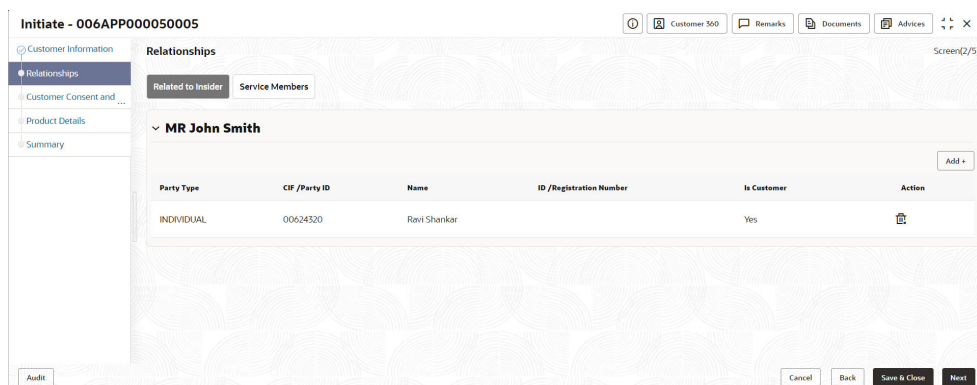 Initiate - 006APP000050005
Customer 360
Remarks
Documents
Advices
Customer Information
Relationships
Customer Consent and ...
Product Details
Summary
Relationships
Screen(2/5
Related to Insider
Service Members
MR John Smith
Add +
Party Type CIF /Party ID Name ID /Registration Number Is Customer Action
INDIVIDUAL 00624320 Ravi Shankar Yes
Audit
Cancel
Back
Save & Close
Next